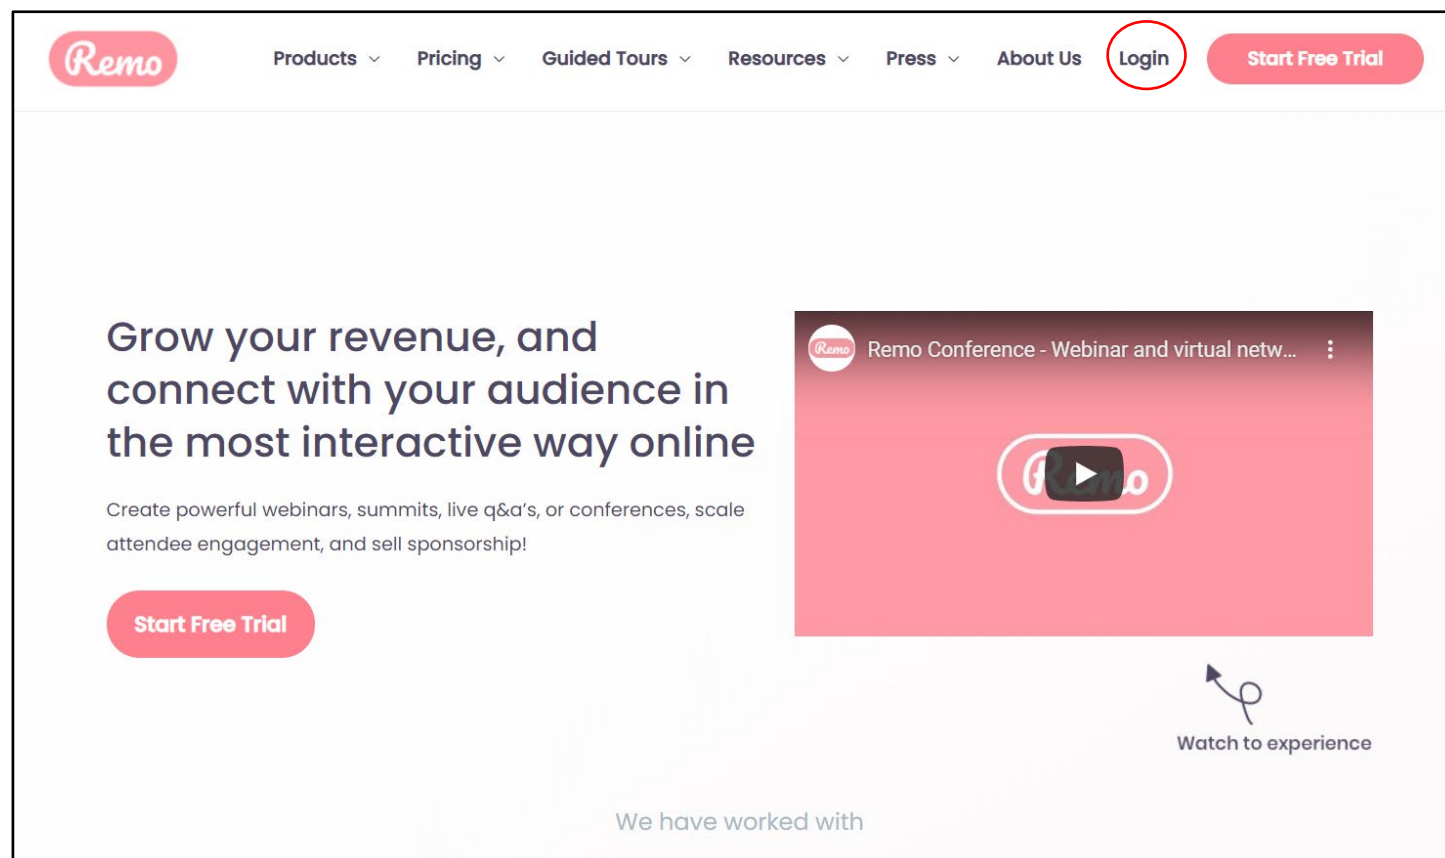 Remo
Products
Pricing
Guided Tours
Resources
Press
About Us
Login
Start Free Trial
Grow your revenue, and
connect with your audience in
the most interactive way online
Create powerful webinars, summits, live q&a's, or conferences, scale
attendee engagement, and sell sponsorship!
Start Free Trial
Remo
Remo Conference - Webinar and virtual netw...
Remo
Watch to experience
We have worked with